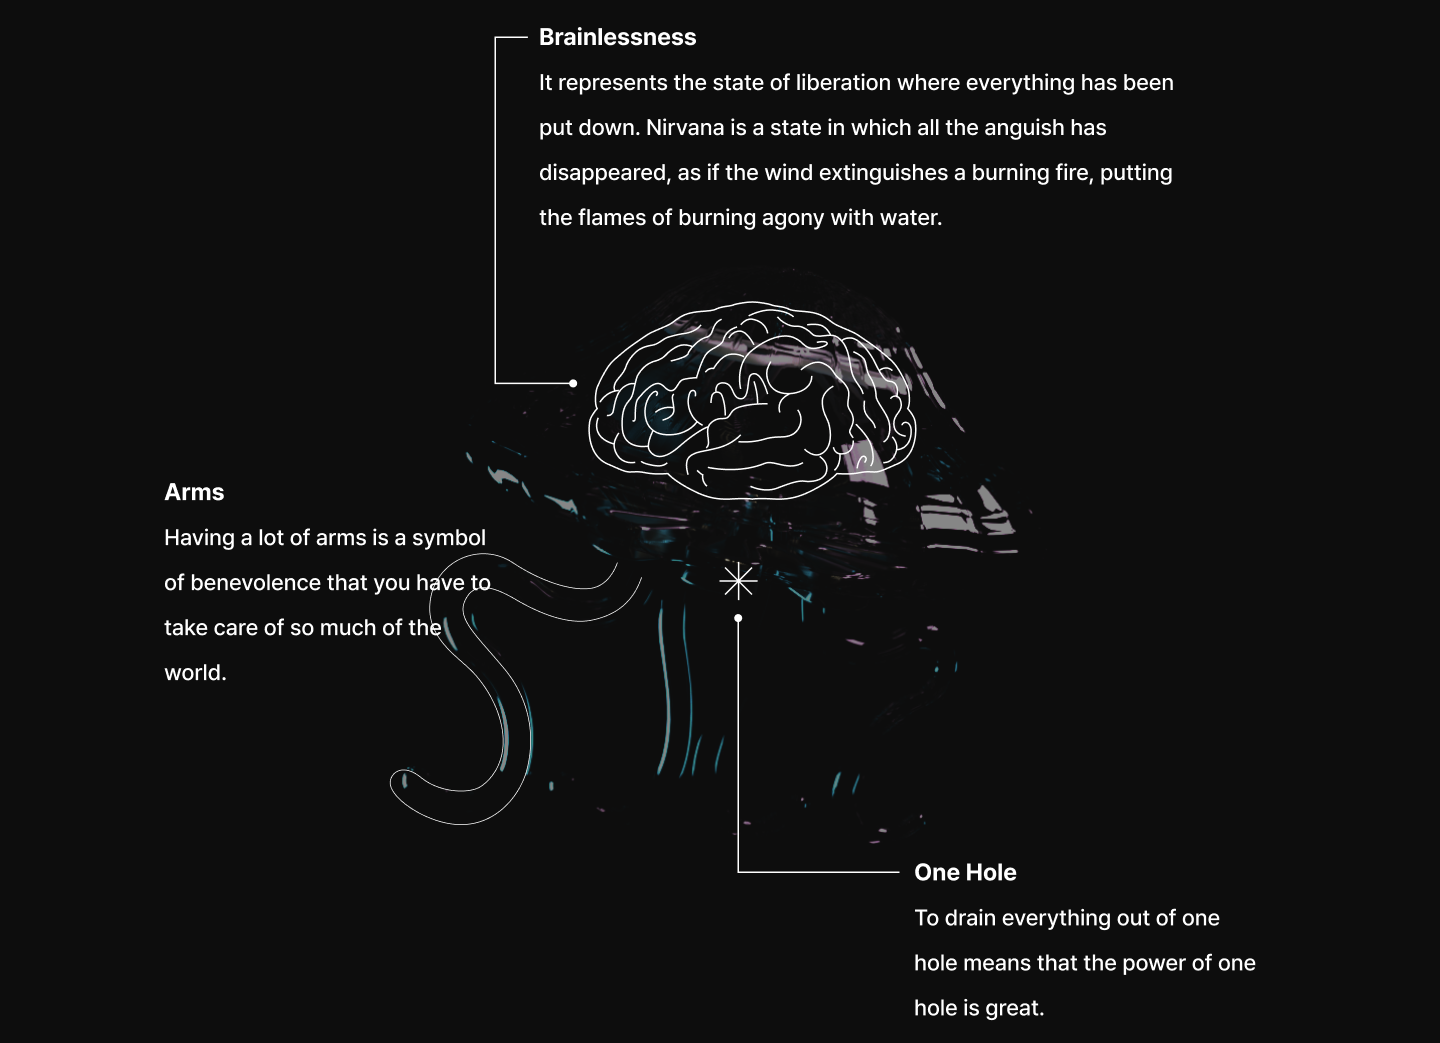 Brainlessness
It represents the state of liberation where everything has been
put down. Nirvana is a state in which all the anguish has
disappeared, as if the wind extinguishes a burning fire, putting
the flames of burning agony with water.
Arms
Having a lot of arms is a symbol
of benevolence that you have to
take care of so much of the
world.
One Hole
To drain everything out of one
hole means that the power of one
hole is great.